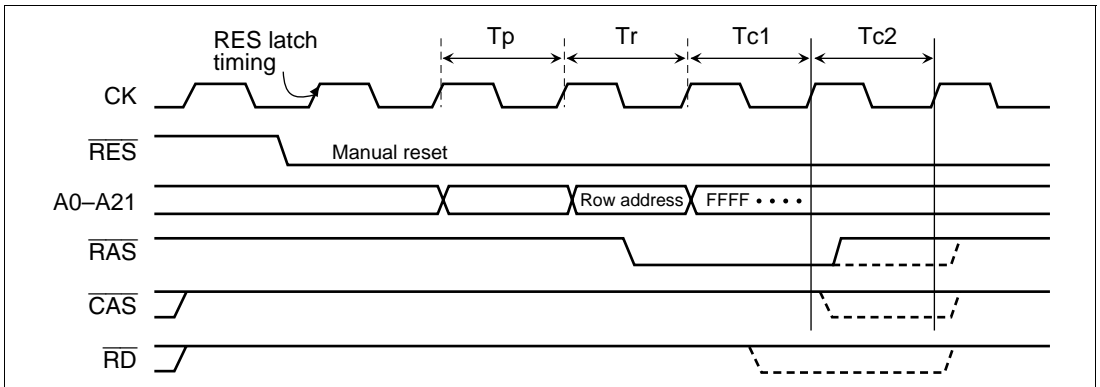 RES latch
timing
Tp
Tr
Tc1
Tc2
CK
RES
Manual reset
A0–A21
Row address
FFFF • • • •
RAS
CAS
RD